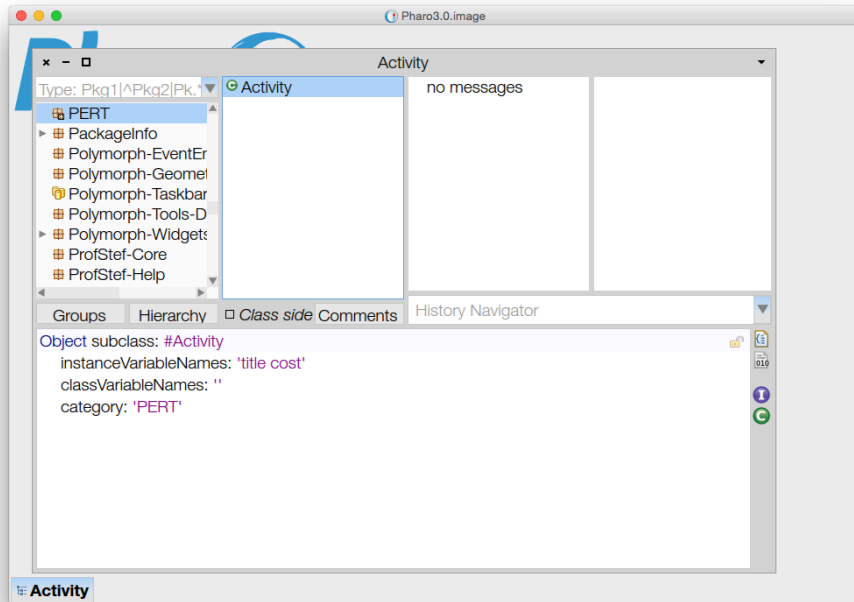 Pharo3.0.image
Activity
Type: Pkg1|^Pkg2|Pk.*
PERT
PackageInfo
Polymorph-EventEr
Polymorph-Geomet
Polymorph-Taskbar
Polymorph-Tools-D
Polymorph-Widgets
ProfStef-Core
ProfStef-Help
Activity
no messages
Groups
Hierarchy
Class side
Comments
History Navigator
Object subclass: #Activity
instanceVariableNames: 'title cost'
classVariableNames: ''
category: 'PERT'
010
I
C
Activity